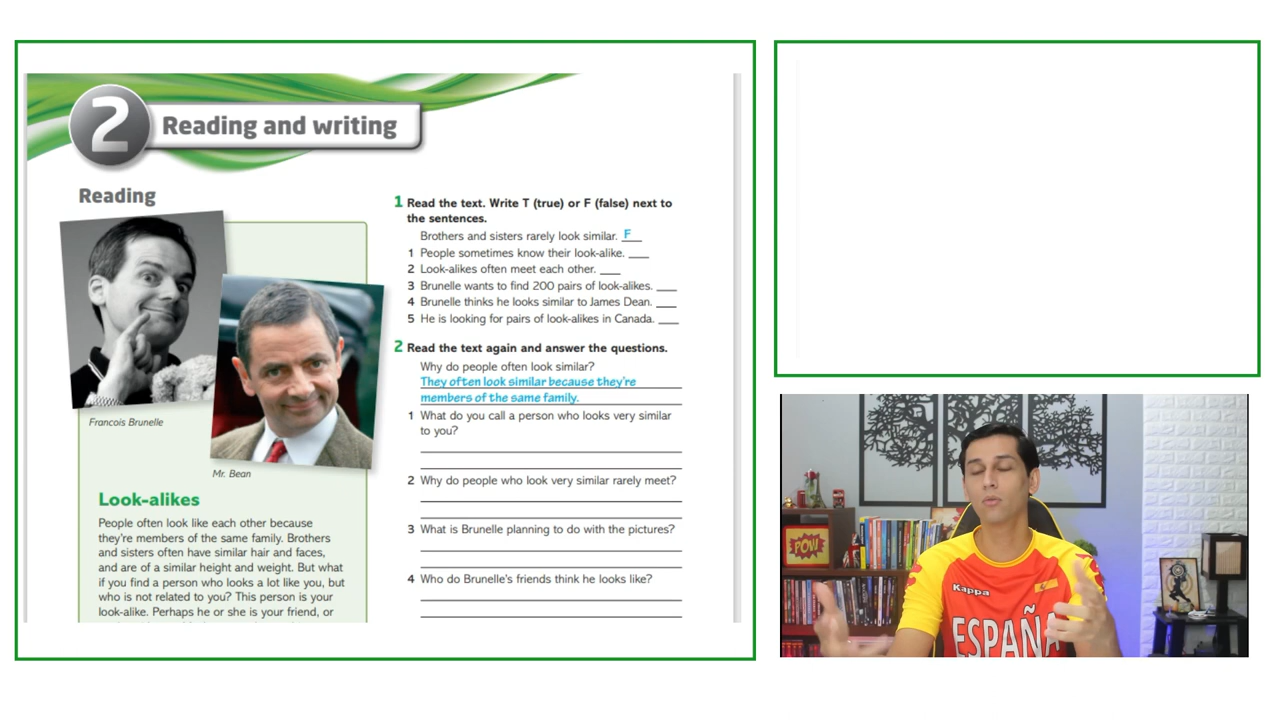 2
Reading and writing
Reading
Francois Brunelle
Mr. Bean
Look-alikes
People often look like each other because
they're members of the same family. Brothers
and sisters often have similar hair and faces,
and are of a similar height and weight. But what
if you find a person who looks a lot like you, but
who is not related to you? This person is your
look-alike. Perhaps he or she is your friend, or
1 Read the text. Write T (true) or F (false) next to
the sentences.
Brothers and sisters rarely look similar. F
1 People sometimes know their look-alike. ___
2 Look-alikes often meet each other. ___
3 Brunelle wants to find 200 pairs of look-alikes. ___
4 Brunelle thinks he looks similar to James Dean. ___
5 He is looking for pairs of look-alikes in Canada. ___
2 Read the text again and answer the questions.
Why do people often look similar?
They often look similar because they're
members of the same family.
1 What do you call a person who looks very similar
to you?
2 Why do people who look very similar rarely meet?
3 What is Brunelle planning to do with the pictures?
4 Who do Brunelle's friends think he looks like?
POW!
Kappa
ESPAÑA